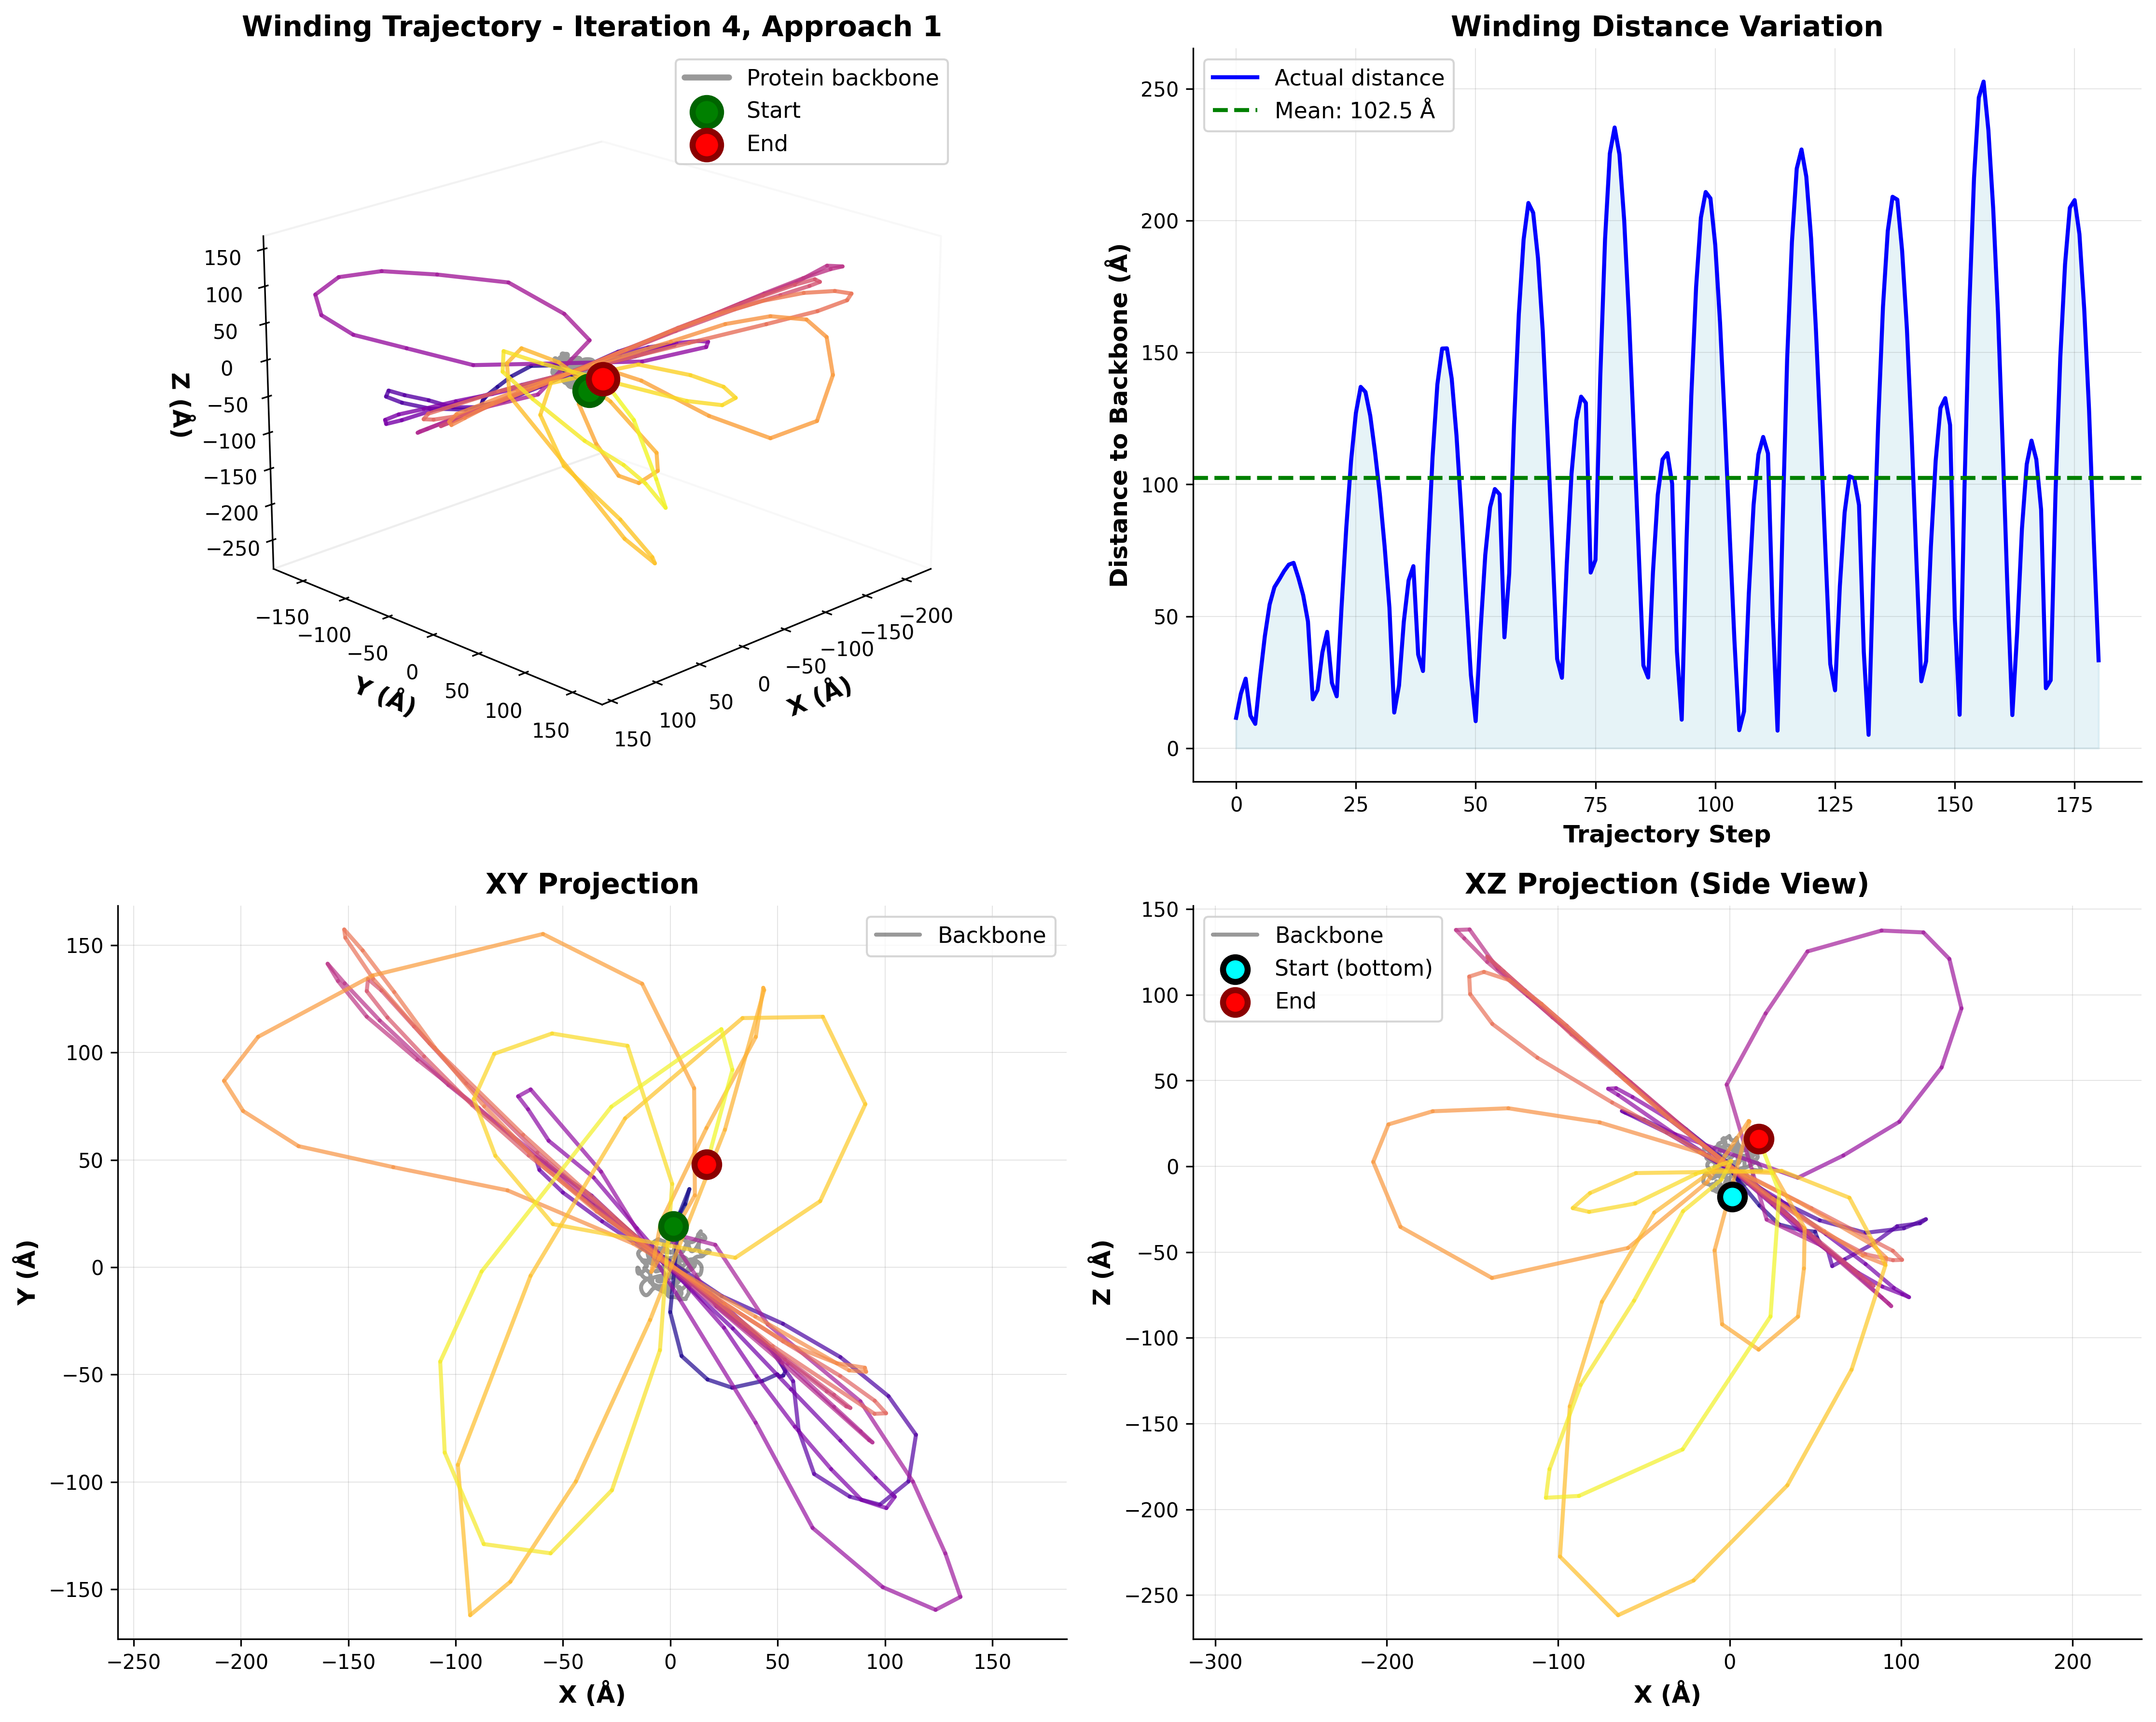 Winding Trajectory - Iteration 4, Approach 1
Protein backbone
Start
End
150
100
50
0
−50
−100
−150
−200
−250
Z (Å)
−150
−100
−50
0
50
100
150
Y (Å)
−200
−150
−100
−50
0
50
100
150
X (Å)
Winding Distance Variation
Actual distance
Mean: 102.5 Å
250
200
150
100
50
0
Distance to Backbone (Å)
0 25 50 75 100 125 150 175
Trajectory Step
XY Projection
Backbone
150
100
50
0
−50
−100
−150
Y (Å)
−250 −200 −150 −100 −50 0 50 100 150
X (Å)
XZ Projection (Side View)
Backbone
Start (bottom)
End
150
100
50
0
−50
−100
−150
−200
−250
Z (Å)
−300 −200 −100 0 100 200
X (Å)